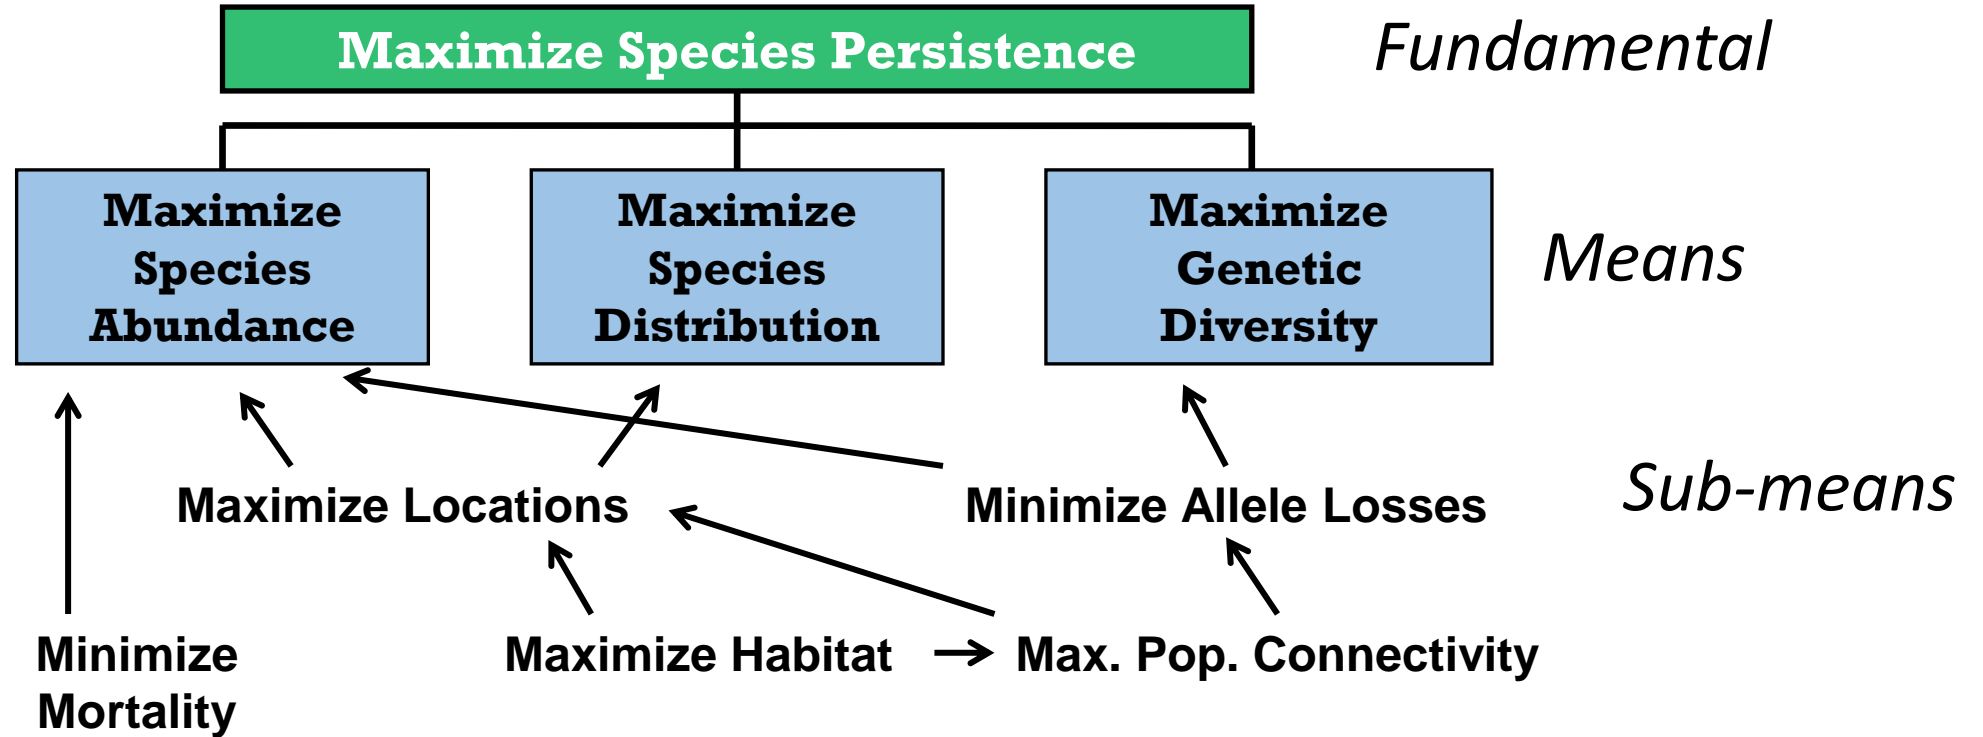 Maximize Species Persistence
Fundamental
Maximize
Species
Abundance
Maximize
Species
Distribution
Maximize
Genetic
Diversity
Means
Maximize Locations
Minimize Allele Losses
Sub-means
Minimize
Mortality
Maximize Habitat
Max. Pop. Connectivity